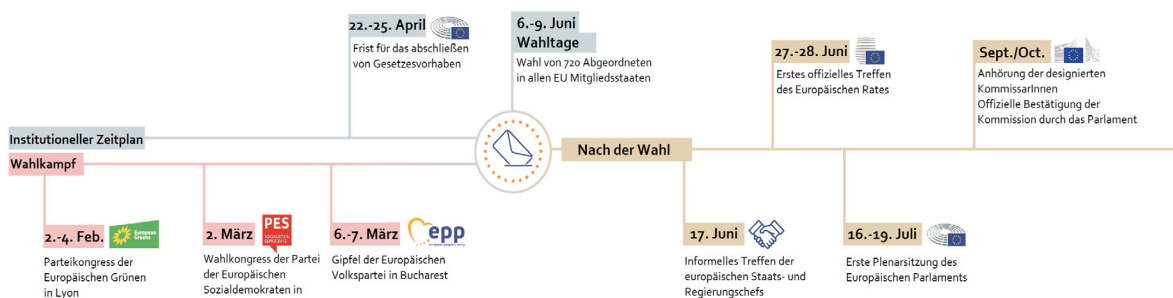 22.-25. April
Frist für das abschließen
von Gesetzesvorhaben
6.-9. Juni
Wahltage
Wahl von 720 Abgeordneten
in allen EU Mitgliedsstaaten
27.-28. Juni
Erstes offizielles Treffen
des Europäischen Rates
Sept./Oct.
Anhörung der designierten
KommissarInnen
Offizielle Bestätigung der
Kommission durch das Parlament
Institutioneller Zeitplan
Wahlkampf
Nach der Wahl
2.-4. Feb.
European
Greens
Parteikongress der
Europäischen Grünen
in Lyon
2. März
PES
SOCIALISTS &
DEMOCRATS
Wahlkongress der Partei
der Europäischen
Sozialdemokraten in
6.-7. März
epp
european people's party
Gipfel der Europäischen
Volkspartei in Bucharest
17. Juni
Informelles Treffen der
europäischen Staats- und
Regierungschefs
16.-19. Juli
Erste Plenarsitzung des
Europäischen Parlaments